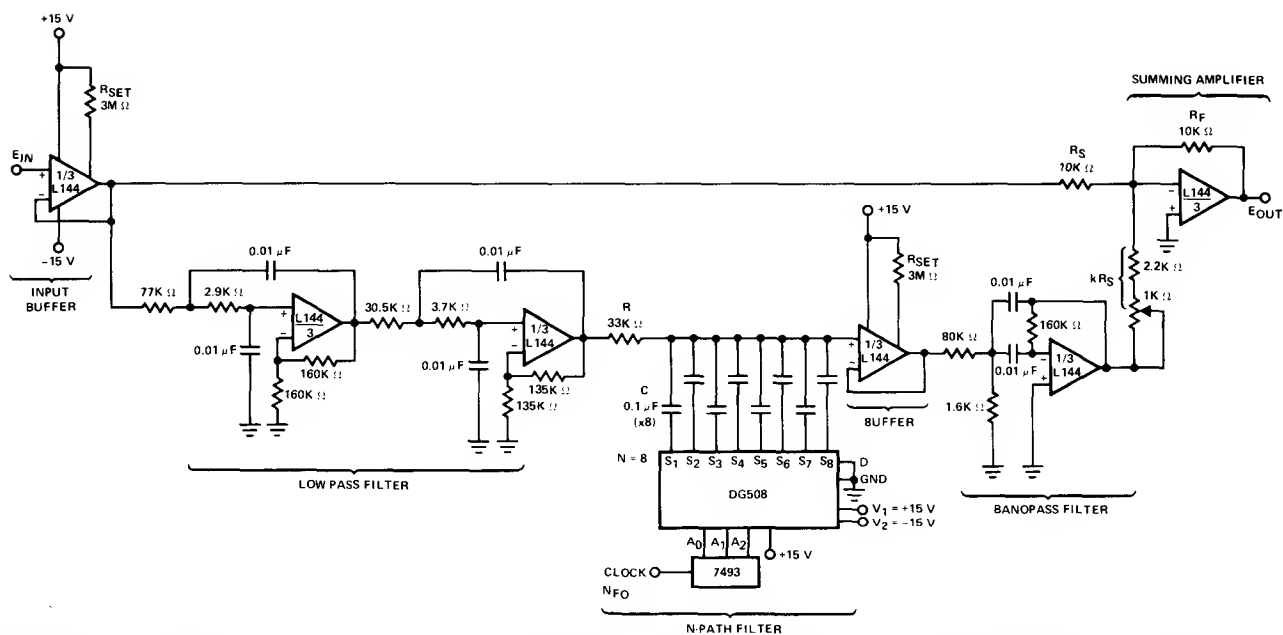 +15 V
RSET
3M Ω
EIN
+
−
1/3
L144
−15 V
INPUT
BUFFER
77K Ω
2.9K Ω
0.01 μF
0.01 μF
+
−
L144
3
160K Ω
160K Ω
30.5K Ω
3.7K Ω
0.01 μF
0.01 μF
+
−
1/3
L144
135K Ω
135K Ω
LOW PASS FILTER
R
33K Ω
C
0.1 μF
(x8)
N = 8
S1 S2 S3 S4 S5 S6 S7 S8
D
GND
DG508
V1 = +15 V
V2 = −15 V
A0 A1 A2
+15 V
CLOCK
7493
NFO
N-PATH FILTER
+15 V
RSET
3M Ω
+
−
1/3
L144
8UFFER
80K Ω
1.6K Ω
0.01 μF
160K Ω
0.01 μF
−
+
1/3
L144
BANOPASS FILTER
SUMMING AMPLIFIER
RF
10K Ω
RS
10K Ω
−
+
L144
3
EOUT
kRS
2.2K Ω
1K Ω